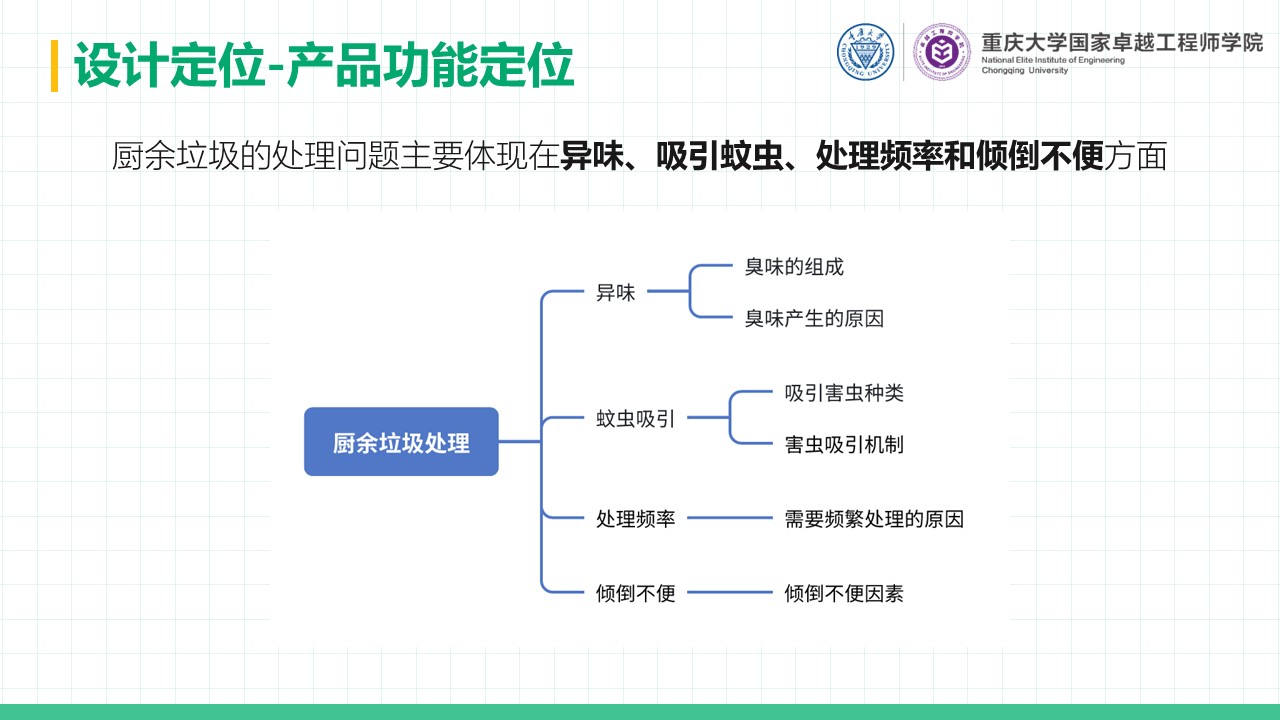 设计定位-产品功能定位
重庆大学国家卓越工程师学院
National Elite Institute of Engineering
Chongqing University
厨余垃圾的处理问题主要体现在异味、吸引蚊虫、处理频率和倾倒不便方面
厨余垃圾处理
异味
臭味的组成
臭味产生的原因
蚊虫吸引
吸引害虫种类
害虫吸引机制
处理频率
需要频繁处理的原因
倾倒不便
倾倒不便因素